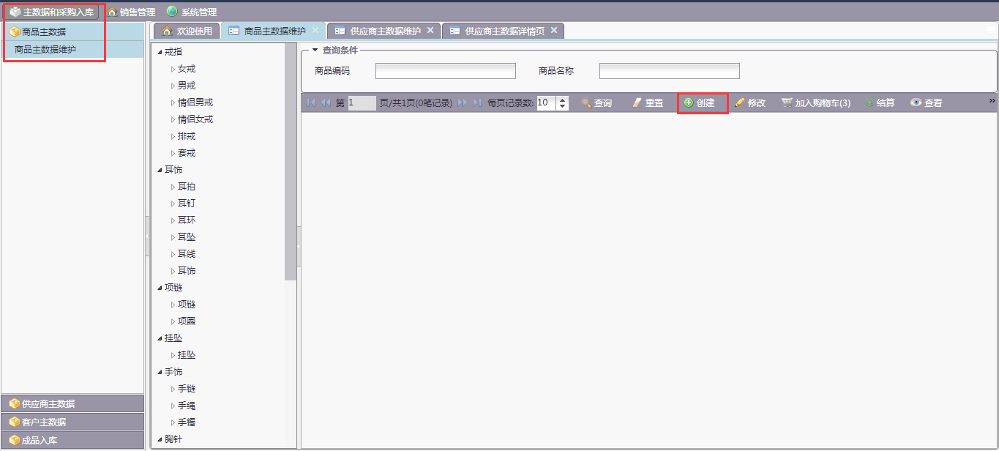 主数据和采购入库 销售管理 系统管理
商品主数据
商品主数据维护
供应商主数据
客户主数据
成品入库
欢迎使用 商品主数据维护 供应商主数据维护 供应商主数据详情页
戒指
女戒
男戒
情侣男戒
情侣女戒
排戒
套戒
耳饰
耳拍
耳钉
耳环
耳坠
耳线
耳饰
项链
项链
项圈
挂坠
挂坠
手饰
手链
手绳
手镯
胸针
查询条件
商品编码 商品名称
第 1 页/共1页(0笔记录) 每页记录数: 10 查询 重置 创建 修改 加入购物车(3) 结算 查看 »